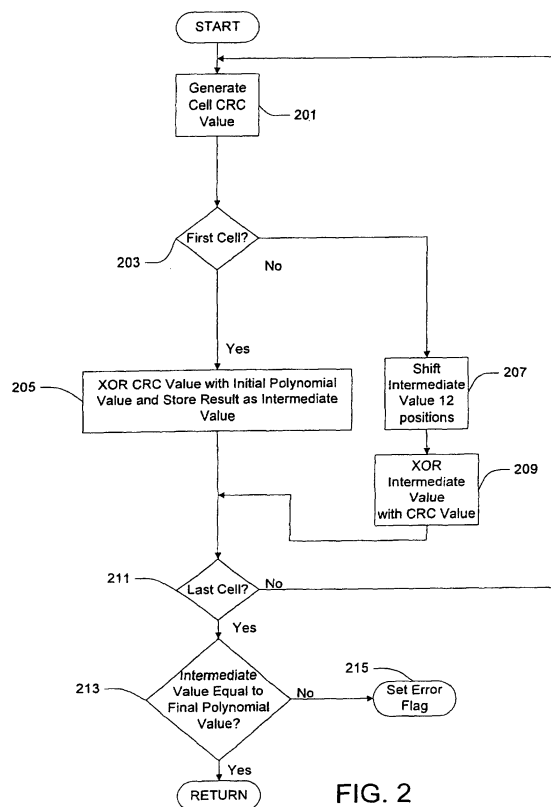 START
Generate
Cell CRC
Value
201
First Cell?
203
No
Yes
205
XOR CRC Value with Initial Polynomial
Value and Store Result as Intermediate
Value
Shift
Intermediate
Value 12
positions
207
XOR
Intermediate
Value
with CRC Value
209
211
Last Cell?
No
Yes
213
Intermediate
Value Equal to
Final Polynomial
Value?
No
215
Set Error
Flag
Yes
RETURN
FIG. 2